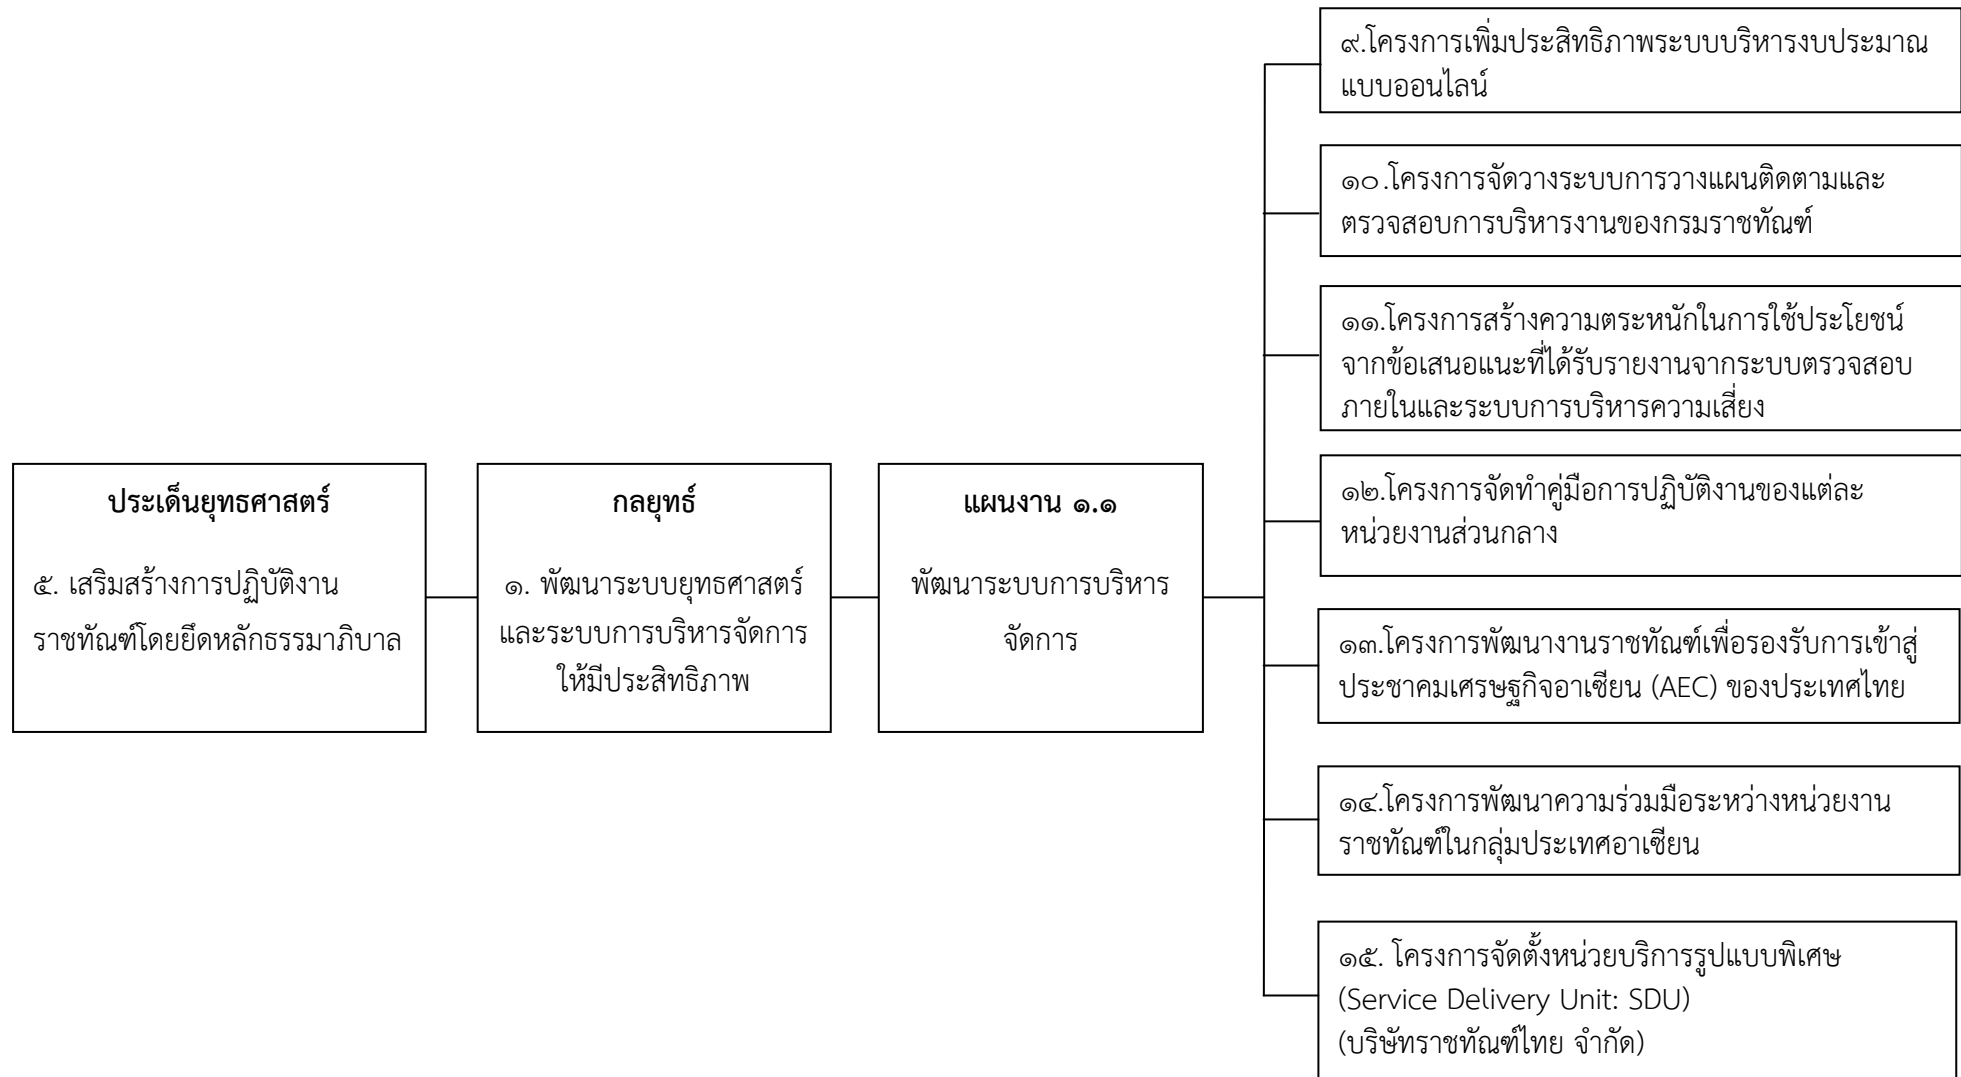 ๙.โครงการเพิ่มประสิทธิภาพระบบบริหารงบประมาณ
แบบออนไลน์
๑๐.โครงการจัดวางระบบการวางแผนติดตามและ
ตรวจสอบการบริหารงานของกรมราชทัณฑ์
๑๑.โครงการสร้างความตระหนักในการใช้ประโยชน์
จากข้อเสนอแนะที่ได้รับรายงานจากระบบตรวจสอบ
ภายในและระบบการบริหารความเสี่ยง
ประเด็นยุทธศาสตร์
๕. เสริมสร้างการปฏิบัติงาน
ราชทัณฑ์โดยยึดหลักธรรมาภิบาล
กลยุทธ์
๑. พัฒนาระบบยุทธศาสตร์
และระบบการบริหารจัดการ
ให้มีประสิทธิภาพ
แผนงาน ๑.๑
พัฒนาระบบการบริหาร
จัดการ
๑๒.โครงการจัดทำคู่มือการปฏิบัติงานของแต่ละ
หน่วยงานส่วนกลาง
๑๓.โครงการพัฒนางานราชทัณฑ์เพื่อรองรับการเข้าสู่
ประชาคมเศรษฐกิจอาเซียน (AEC) ของประเทศไทย
๑๔.โครงการพัฒนาความร่วมมือระหว่างหน่วยงาน
ราชทัณฑ์ในกลุ่มประเทศอาเซียน
๑๕. โครงการจัดตั้งหน่วยบริการรูปแบบพิเศษ
(Service Delivery Unit: SDU)
(บริษัทราชทัณฑ์ไทย จำกัด)